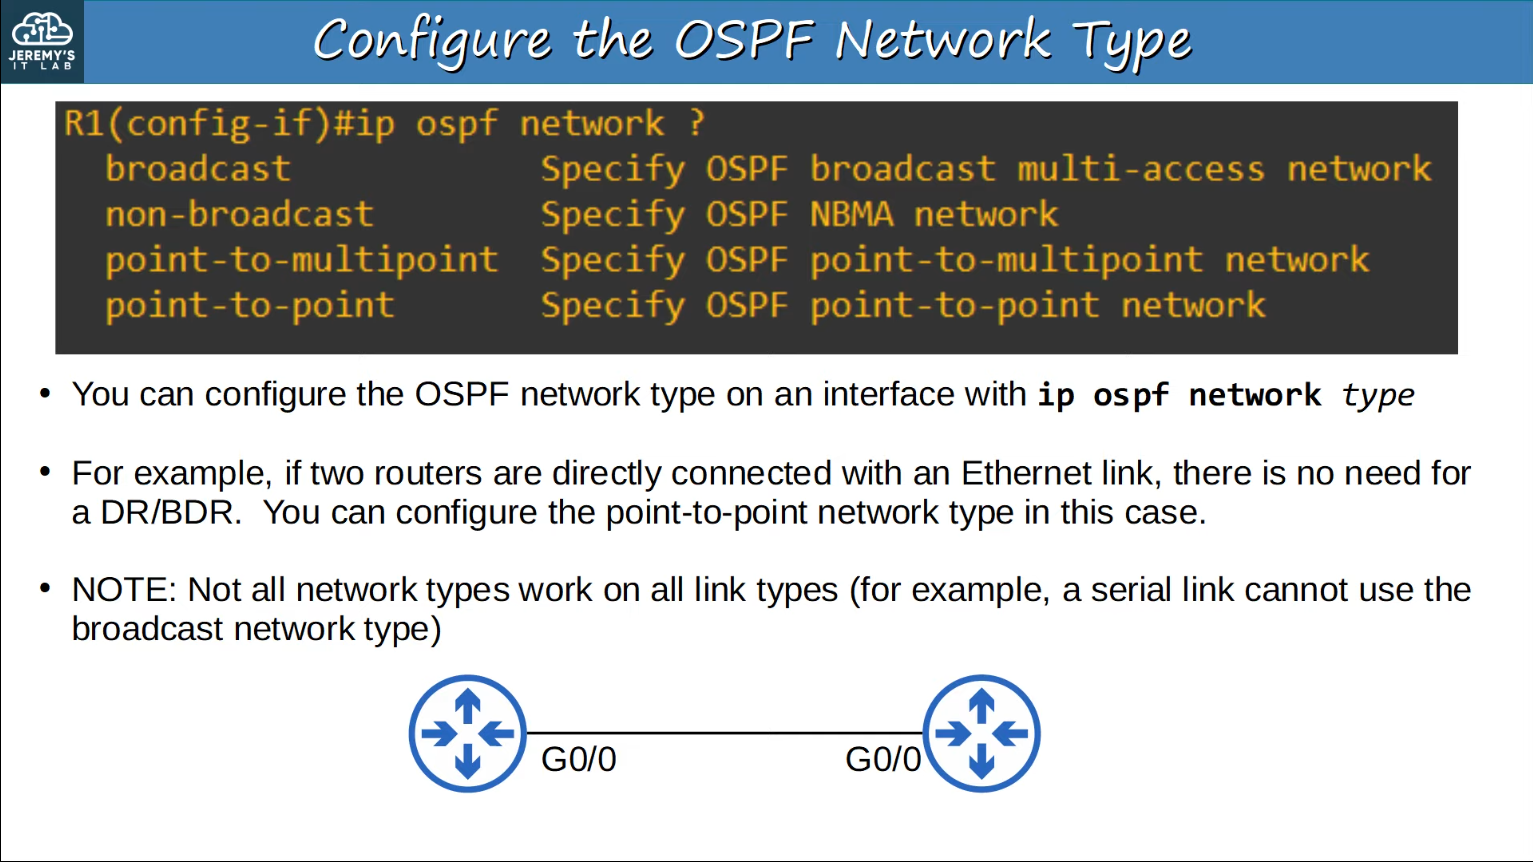 JEREMY'S
IT LAB
Configure the OSPF Network Type
R1(config-if)#ip ospf network ?
broadcast Specify OSPF broadcast multi-access network
non-broadcast Specify OSPF NBMA network
point-to-multipoint Specify OSPF point-to-multipoint network
point-to-point Specify OSPF point-to-point network
• You can configure the OSPF network type on an interface with ip ospf network type
• For example, if two routers are directly connected with an Ethernet link, there is no need for
a DR/BDR. You can configure the point-to-point network type in this case.
• NOTE: Not all network types work on all link types (for example, a serial link cannot use the
broadcast network type)
G0/0 G0/0